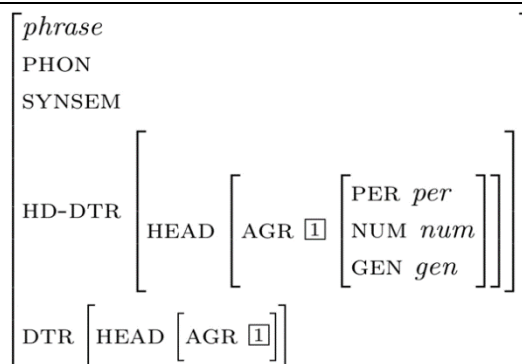 phrase
PHON
SYNSEM
HD-DTR HEAD AGR 1 PER per
NUM num
GEN gen
DTR HEAD AGR 1